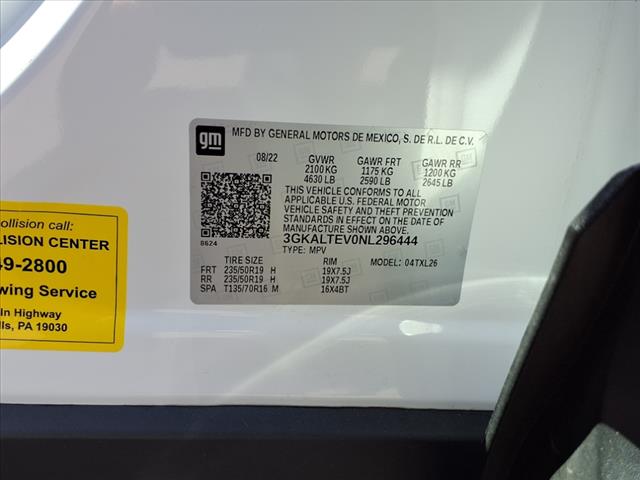 gm
MFD BY GENERAL MOTORS DE MEXICO, S. DE R.L. DE C.V.
08/22 GVWR GAWR FRT GAWR RR
2100 KG 1175 KG 1200 KG
4630 LB 2590 LB 2645 LB
THIS VEHICLE CONFORMS TO ALL
APPLICABLE U.S. FEDERAL MOTOR
VEHICLE SAFETY AND THEFT PREVENTION
STANDARDS IN EFFECT ON THE DATE OF
MANUFACTURE SHOWN ABOVE.
8624
3GKALTEV0NL296444
TYPE: MPV
TIRE SIZE RIM MODEL: 04TXL26
FRT 235/50R19 H 19X7.5J
RR 235/50R19 H 19X7.5J
SPA T135/70R16 M 16X4BT
ollision call:
LISION CENTER
49-2800
wing Service
In Highway
lls, PA 19030